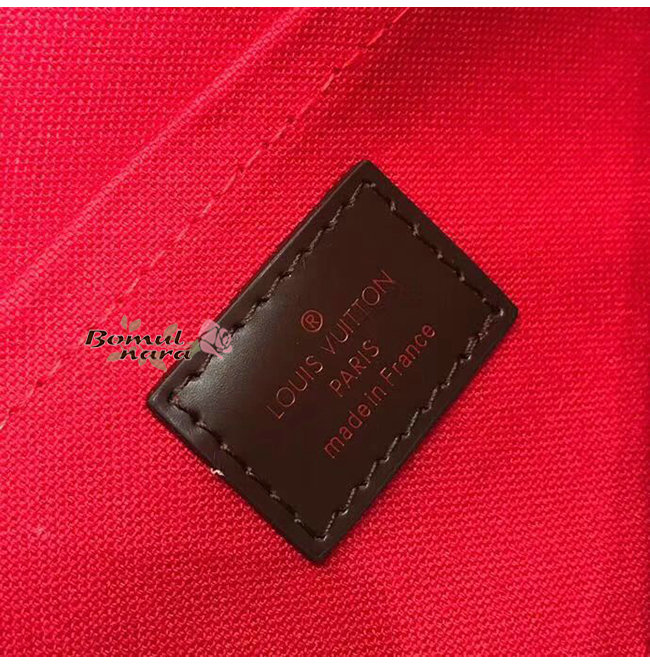 Bomul
nara
®
LOUIS VUITTON
PARIS
made in France